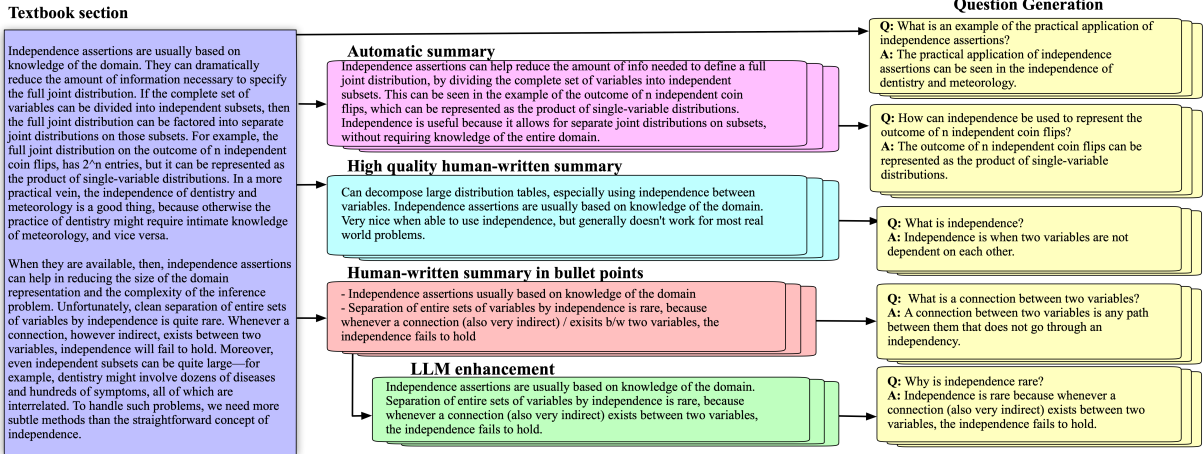 Textbook section
Independence assertions are usually based on
knowledge of the domain. They can dramatically
reduce the amount of information necessary to specify
the full joint distribution. If the complete set of
variables can be divided into independent subsets, then
the full joint distribution can be factored into separate
joint distributions on those subsets. For example, the
full joint distribution on the outcome of n independent
coin flips, has 2^n entries, but it can be represented as
the product of single-variable distributions. In a more
practical vein, the independence of dentistry and
meteorology is a good thing, because otherwise the
practice of dentistry might require intimate knowledge
of meteorology, and vice versa.
When they are available, then, independence assertions
can help in reducing the size of the domain
representation and the complexity of the inference
problem. Unfortunately, clean separation of entire sets
of variables by independence is quite rare. Whenever a
connection, however indirect, exists between two
variables, independence will fail to hold. Moreover,
even independent subsets can be quite large—for
example, dentistry might involve dozens of diseases
and hundreds of symptoms, all of which are
interrelated. To handle such problems, we need more
subtle methods than the straightforward concept of
independence.
Automatic summary
Independence assertions can help reduce the amount of info needed to define a full
joint distribution, by dividing the complete set of variables into independent
subsets. This can be seen in the example of the outcome of n independent coin
flips, which can be represented as the product of single-variable distributions.
Independence is useful because it allows for separate joint distributions on subsets,
without requiring knowledge of the entire domain.
High quality human-written summary
Can decompose large distribution tables, especially using independence between
variables. Independence assertions are usually based on knowledge of the domain.
Very nice when able to use independence, but generally doesn't work for most real
world problems.
Human-written summary in bullet points
- Independence assertions usually based on knowledge of the domain
- Separation of entire sets of variables by independence is rare, because
whenever a connection (also very indirect) / exisits b/w two variables, the
independence fails to hold
LLM enhancement
Independence assertions are usually based on knowledge of the domain.
Separation of entire sets of variables by independence is rare, because
whenever a connection (also very indirect) exists between two variables,
the independence fails to hold.
Question Generation
Q: What is an example of the practical application of
independence assertions?
A: The practical application of independence
assertions can be seen in the independence of
dentistry and meteorology.
Q: How can independence be used to represent the
outcome of n independent coin flips?
A: The outcome of n independent coin flips can be
represented as the product of single-variable
distributions.
Q: What is independence?
A: Independence is when two variables are not
dependent on each other.
Q: What is a connection between two variables?
A: A connection between two variables is any path
between them that does not go through an
independency.
Q: Why is independence rare?
A: Independence is rare because whenever a
connection (also very indirect) exists between two
variables, the independence fails to hold.